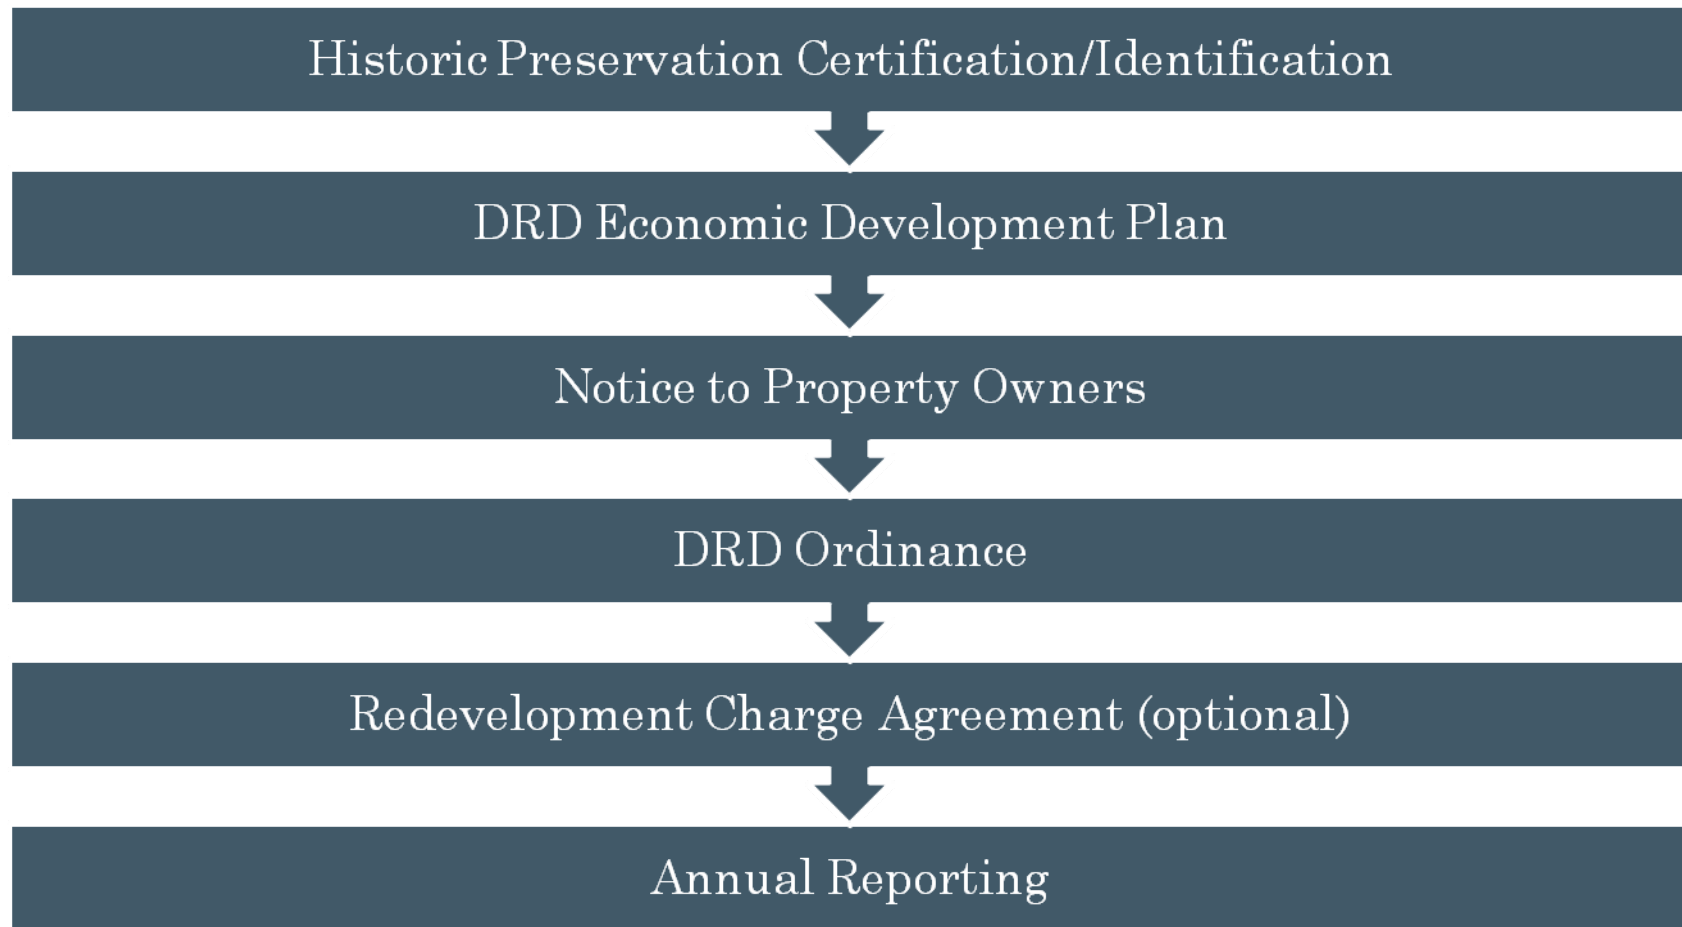 Historic Preservation Certification/Identification
DRD Economic Development Plan
Notice to Property Owners
DRD Ordinance
Redevelopment Charge Agreement (optional)
Annual Reporting